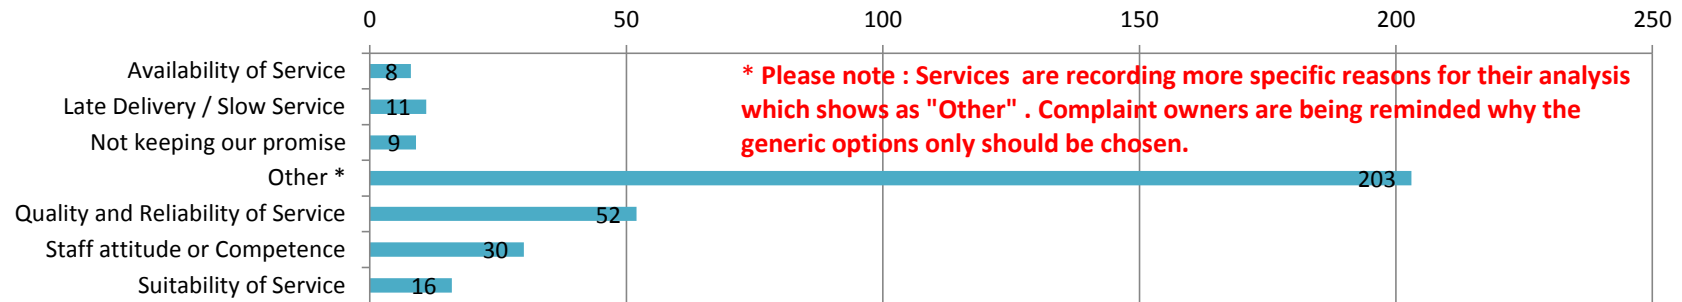 0 50 100 150 200 250
Availability of Service 8
Late Delivery / Slow Service 11
Not keeping our promise 9
Other * 203
Quality and Reliability of Service 52
Staff attitude or Competence 30
Suitability of Service 16
* Please note : Services  are recording more specific reasons for their analysis
which shows as "Other" . Complaint owners are being reminded why the
generic options only should be chosen.